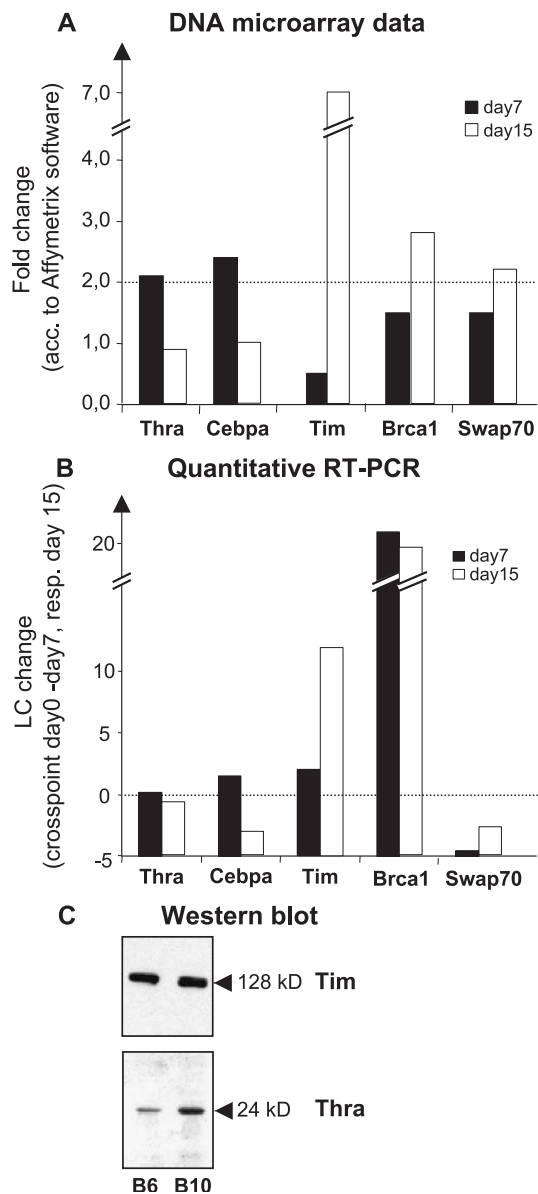 A DNA microarray data
Fold change
(acc. to Affymetrix software)
7,0
4,0
3,0
2,0
1,0
0,0
day7
day15
Thra Cebpa Tim Brca1 Swap70
B Quantitative RT-PCR
LC change
(crosspoint day0 -day7, resp. day 15)
20
10
5
0
-5
day7
day15
Thra Cebpa Tim Brca1 Swap70
C Western blot
128 kD Tim
24 kD Thra
B6 B10